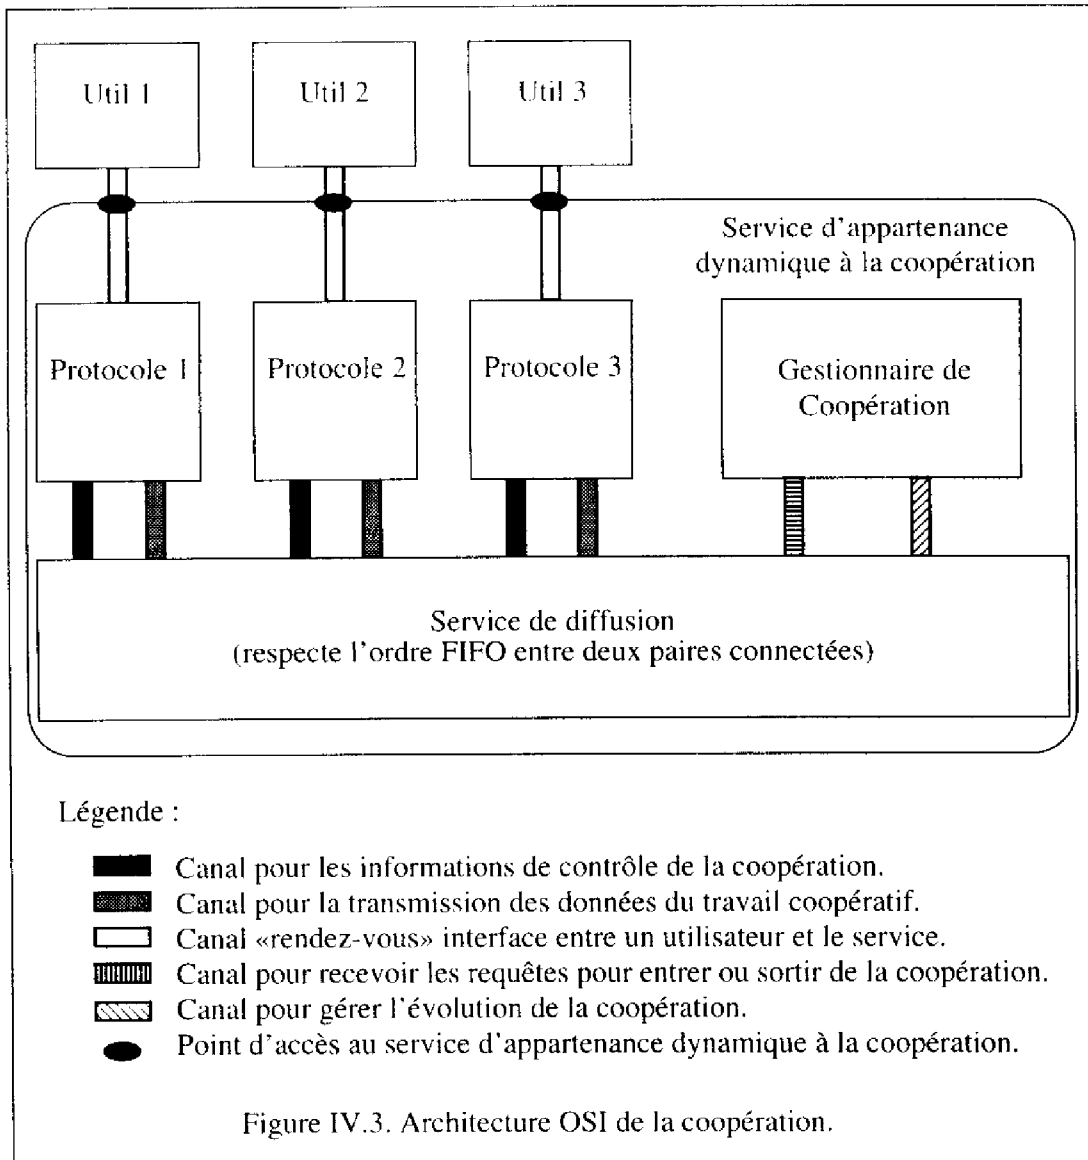 Util 1
Util 2
Util 3
Service d'appartenance
dynamique à la coopération
Protocole 1
Protocole 2
Protocole 3
Gestionnaire de
Coopération
Service de diffusion
(respecte l'ordre FIFO entre deux paires connectées)
Légende :
Canal pour les informations de contrôle de la coopération.
Canal pour la transmission des données du travail coopératif.
Canal «rendez-vous» interface entre un utilisateur et le service.
Canal pour recevoir les requêtes pour entrer ou sortir de la coopération.
Canal pour gérer l'évolution de la coopération.
Point d'accès au service d'appartenance dynamique à la coopération.
Figure IV.3. Architecture OSI de la coopération.